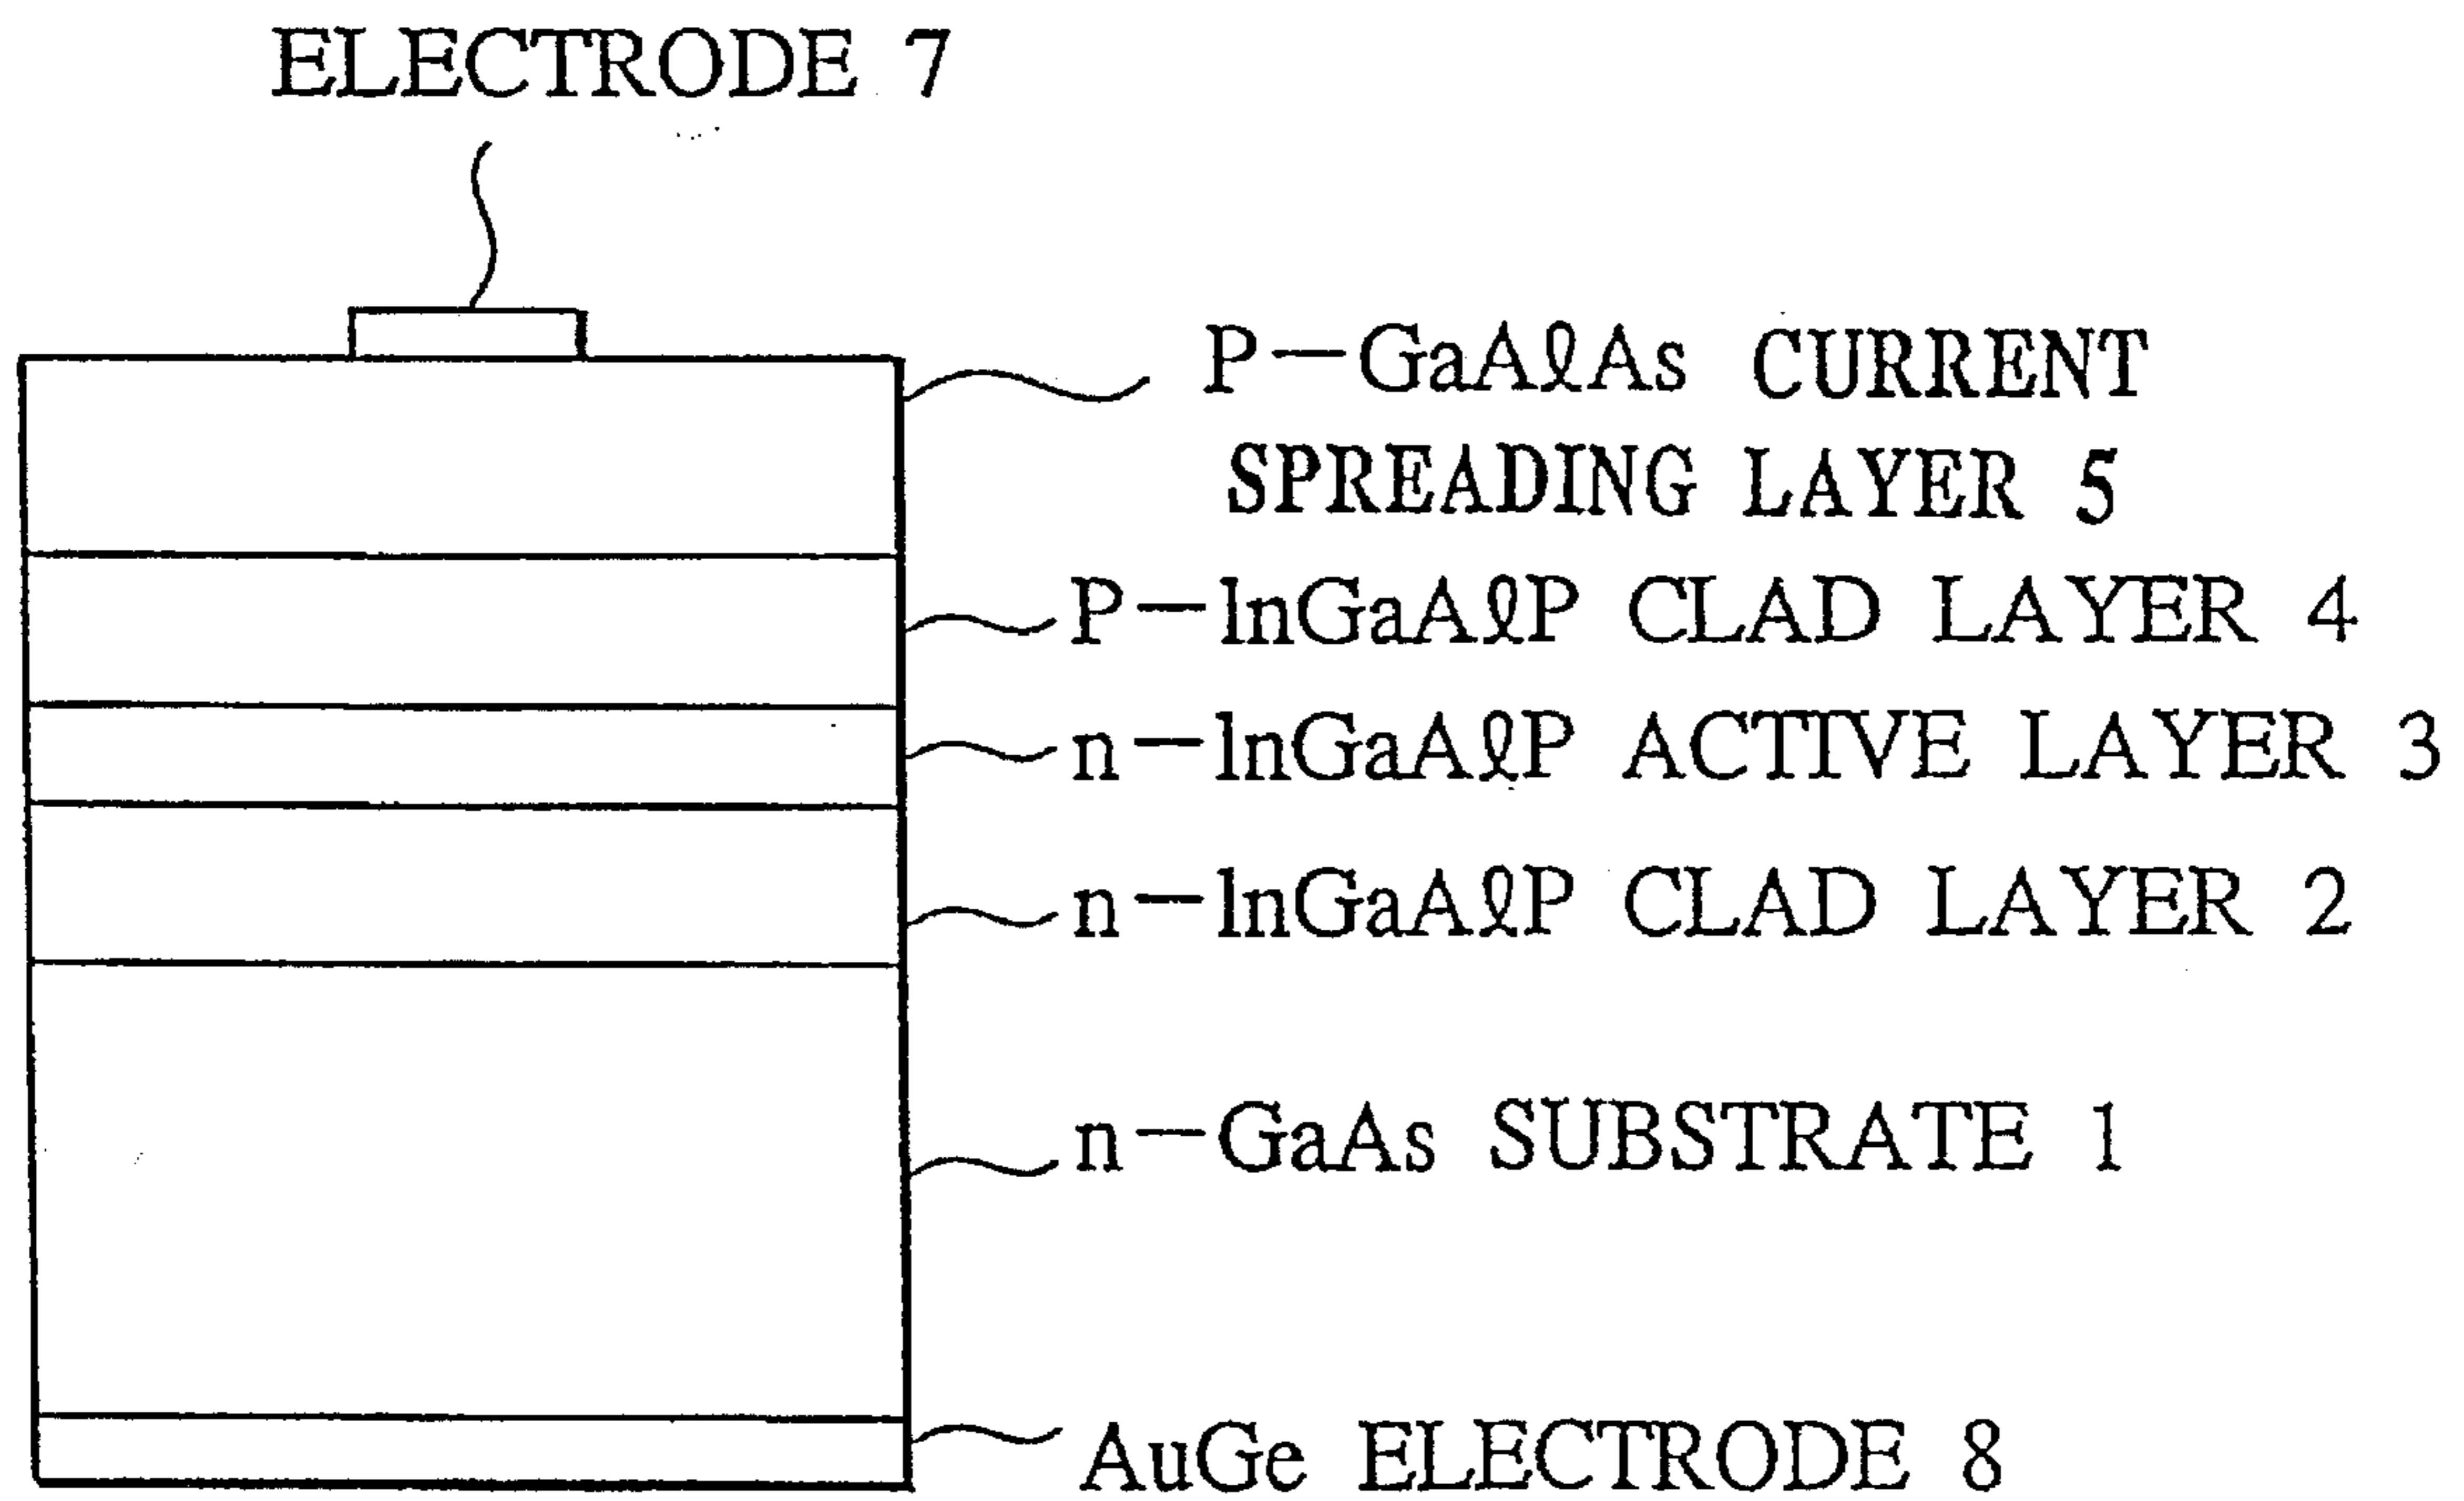 ELECTRODE 7
P—GaAℓAs CURRENT
SPREADING LAYER 5
P—InGaAℓP CLAD LAYER 4
n—InGaAℓP ACTIVE LAYER 3
n—InGaAℓP CLAD LAYER 2
n—GaAs SUBSTRATE 1
AuGe ELECTRODE 8